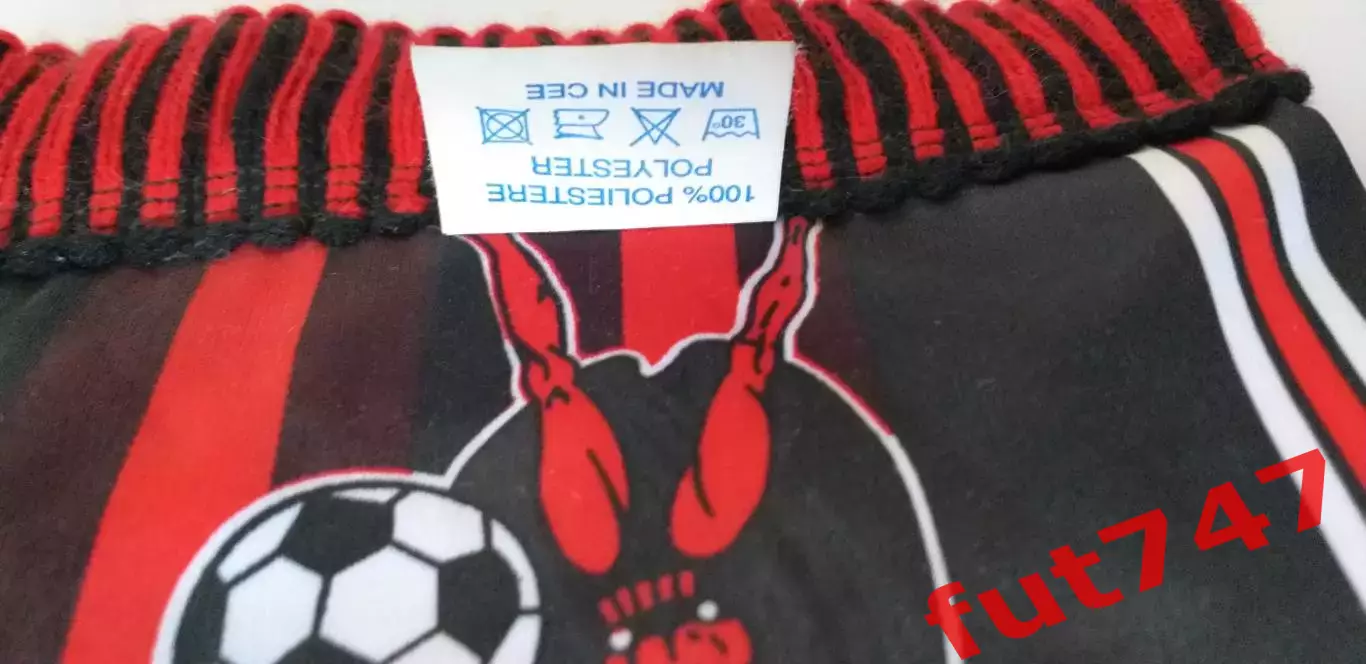 100% POLIESTERE
POLYESTER
30°
MADE IN CEE
fut747